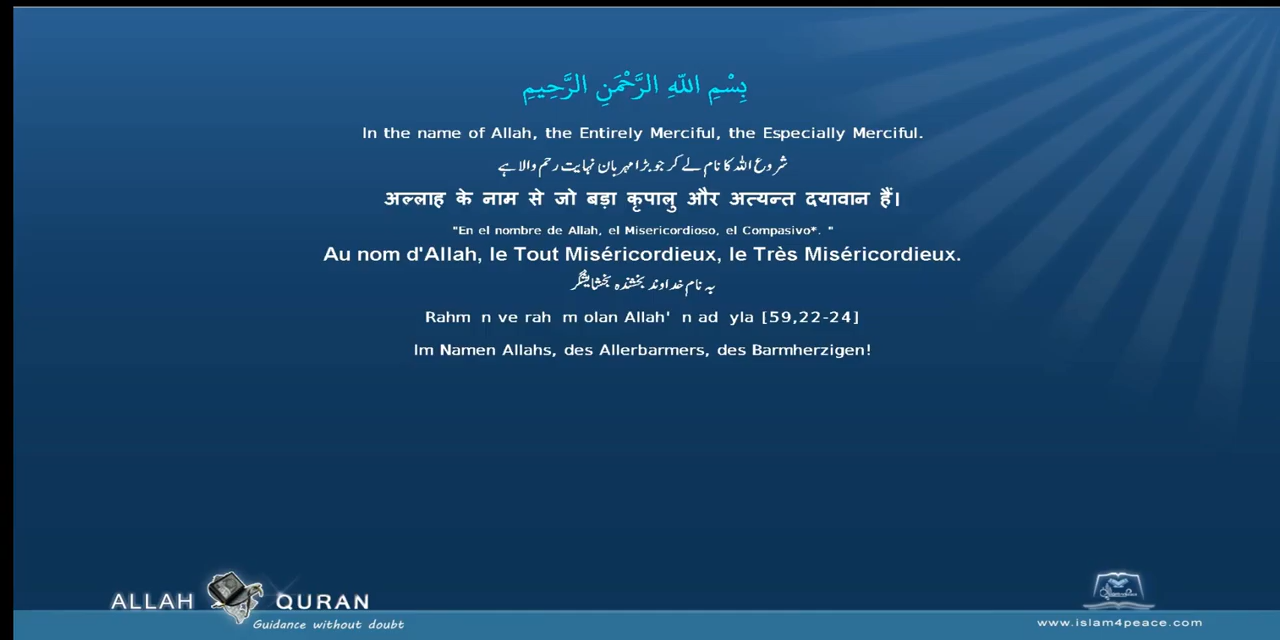 بِسْمِ اللّهِ الرَّحْمَنِ الرَّحِيمِ
In the name of Allah, the Entirely Merciful, the Especially Merciful.
شروع الله کا نام لے کر جو بڑا مہربان نہایت رحم والا ہے
अल्लाह के नाम से जो बड़ा कृपालु और अत्यन्त दयावान हैं।
"En el nombre de Allah, el Misericordioso, el Compasivo*. "
Au nom d'Allah, le Tout Miséricordieux, le Très Miséricordieux.
به نام خداوند بخشنده بخشایشگر
Rahm n ve rah m olan Allah' n ad yla [59,22-24]
Im Namen Allahs, des Allerbarmers, des Barmherzigen!
ALLAH QURAN
Guidance without doubt
www.islam4peace.com